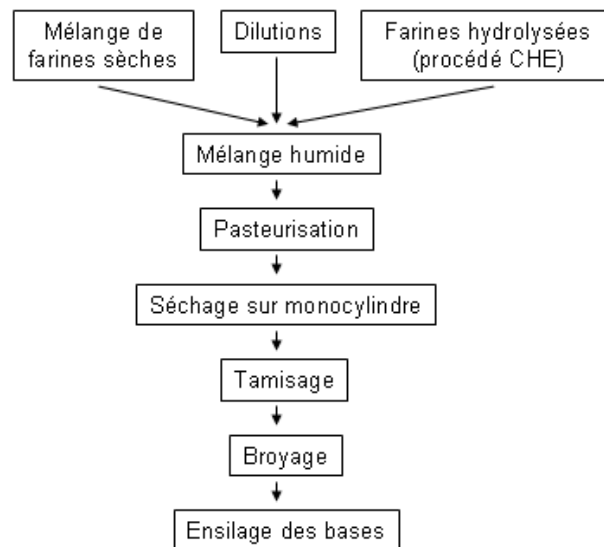 Mélange de
farines sèches
Dilutions
Farines hydrolysées
(procédé CHE)
Mélange humide
Pasteurisation
Séchage sur monocylindre
Tamisage
Broyage
Ensilage des bases